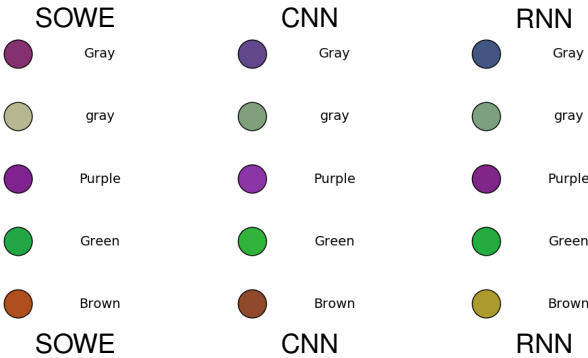 SOWE CNN RNN
Gray Gray Gray
gray gray gray
Purple Purple Purple
Green Green Green
Brown Brown Brown
SOWE CNN RNN